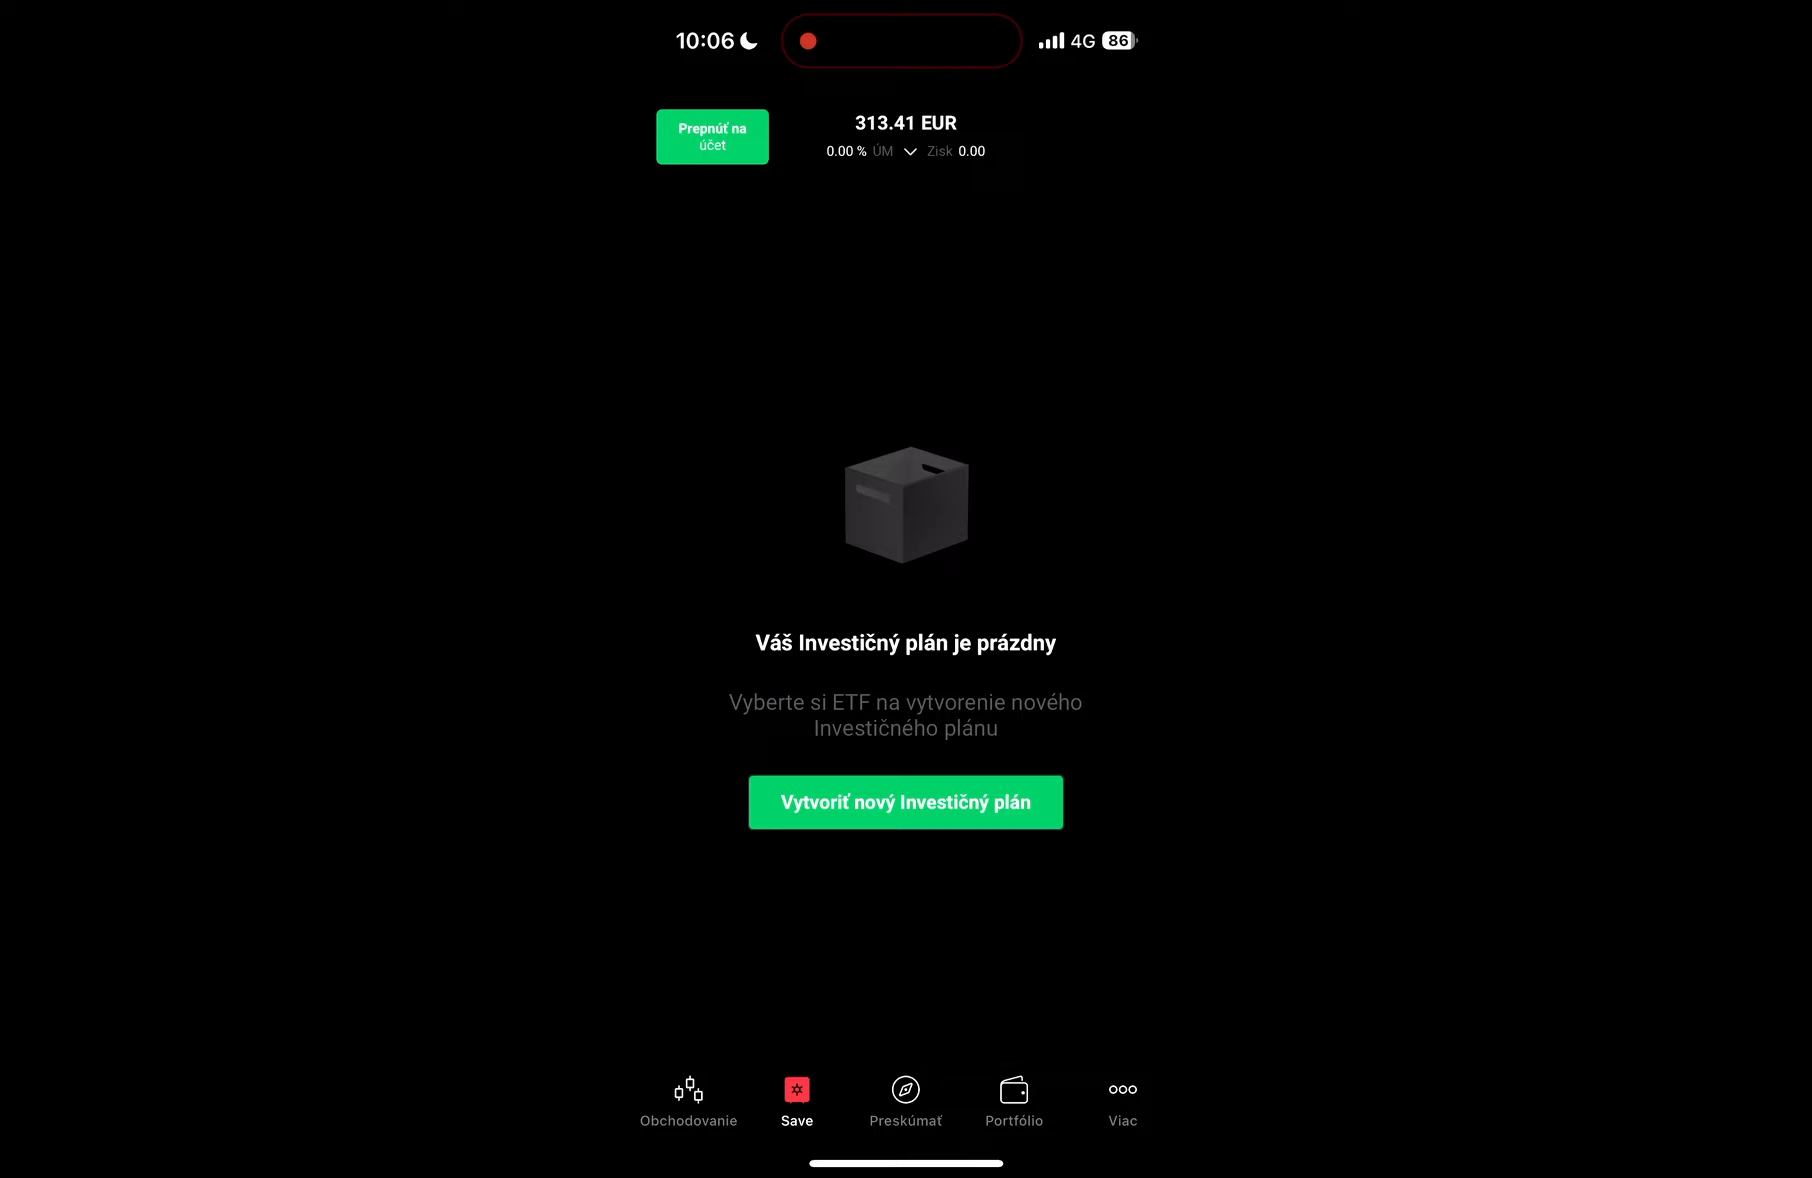 10:06
4G
86
Prepnúť na
účet
313.41 EUR
0.00 % ÚM Zisk 0.00
Váš Investičný plán je prázdny
Vyberte si ETF na vytvorenie nového
Investičného plánu
Vytvoriť nový Investičný plán
Obchodovanie
Save
Preskúmať
Portfólio
Viac